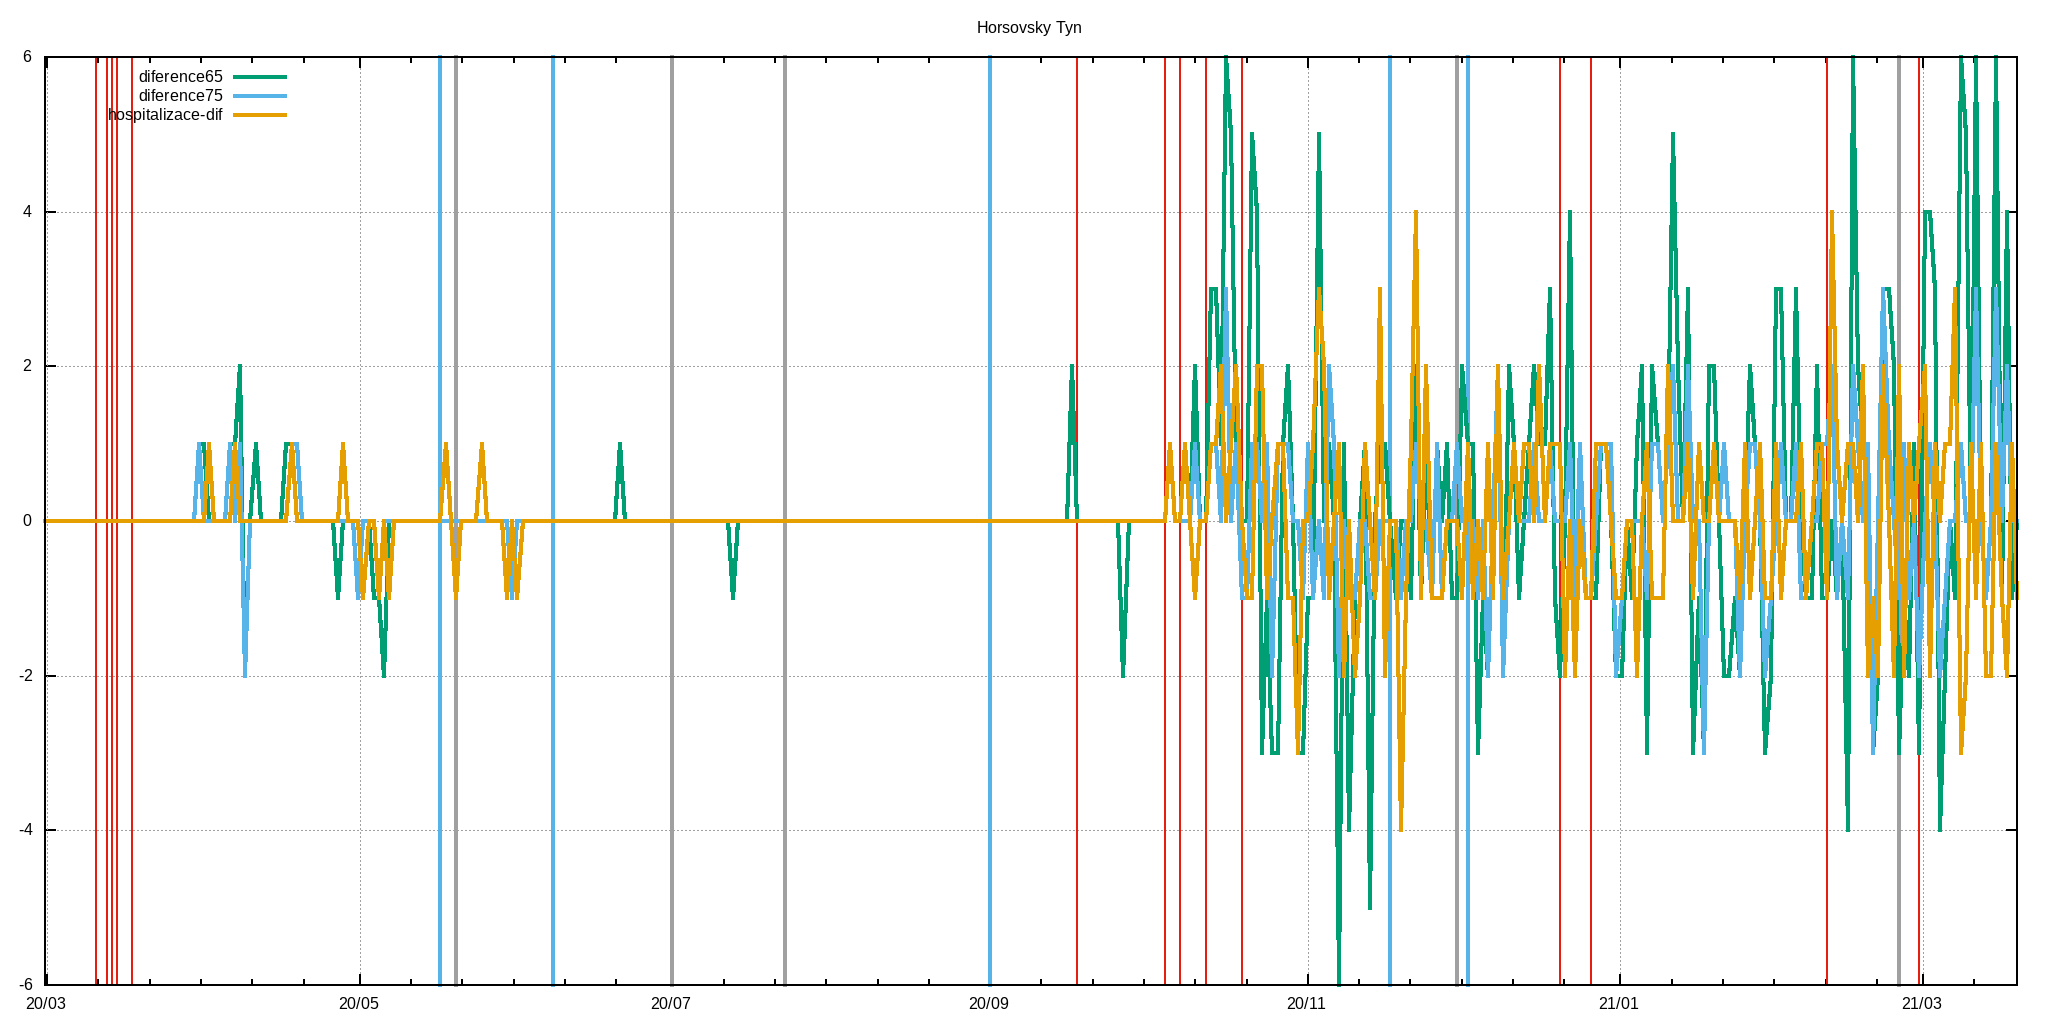 Horsovsky Tyn
6
diference65
diference75
hospitalizace-dif
4
2
0
-2
-4
-6
20/03 20/05 20/07 20/09 20/11 21/01 21/03